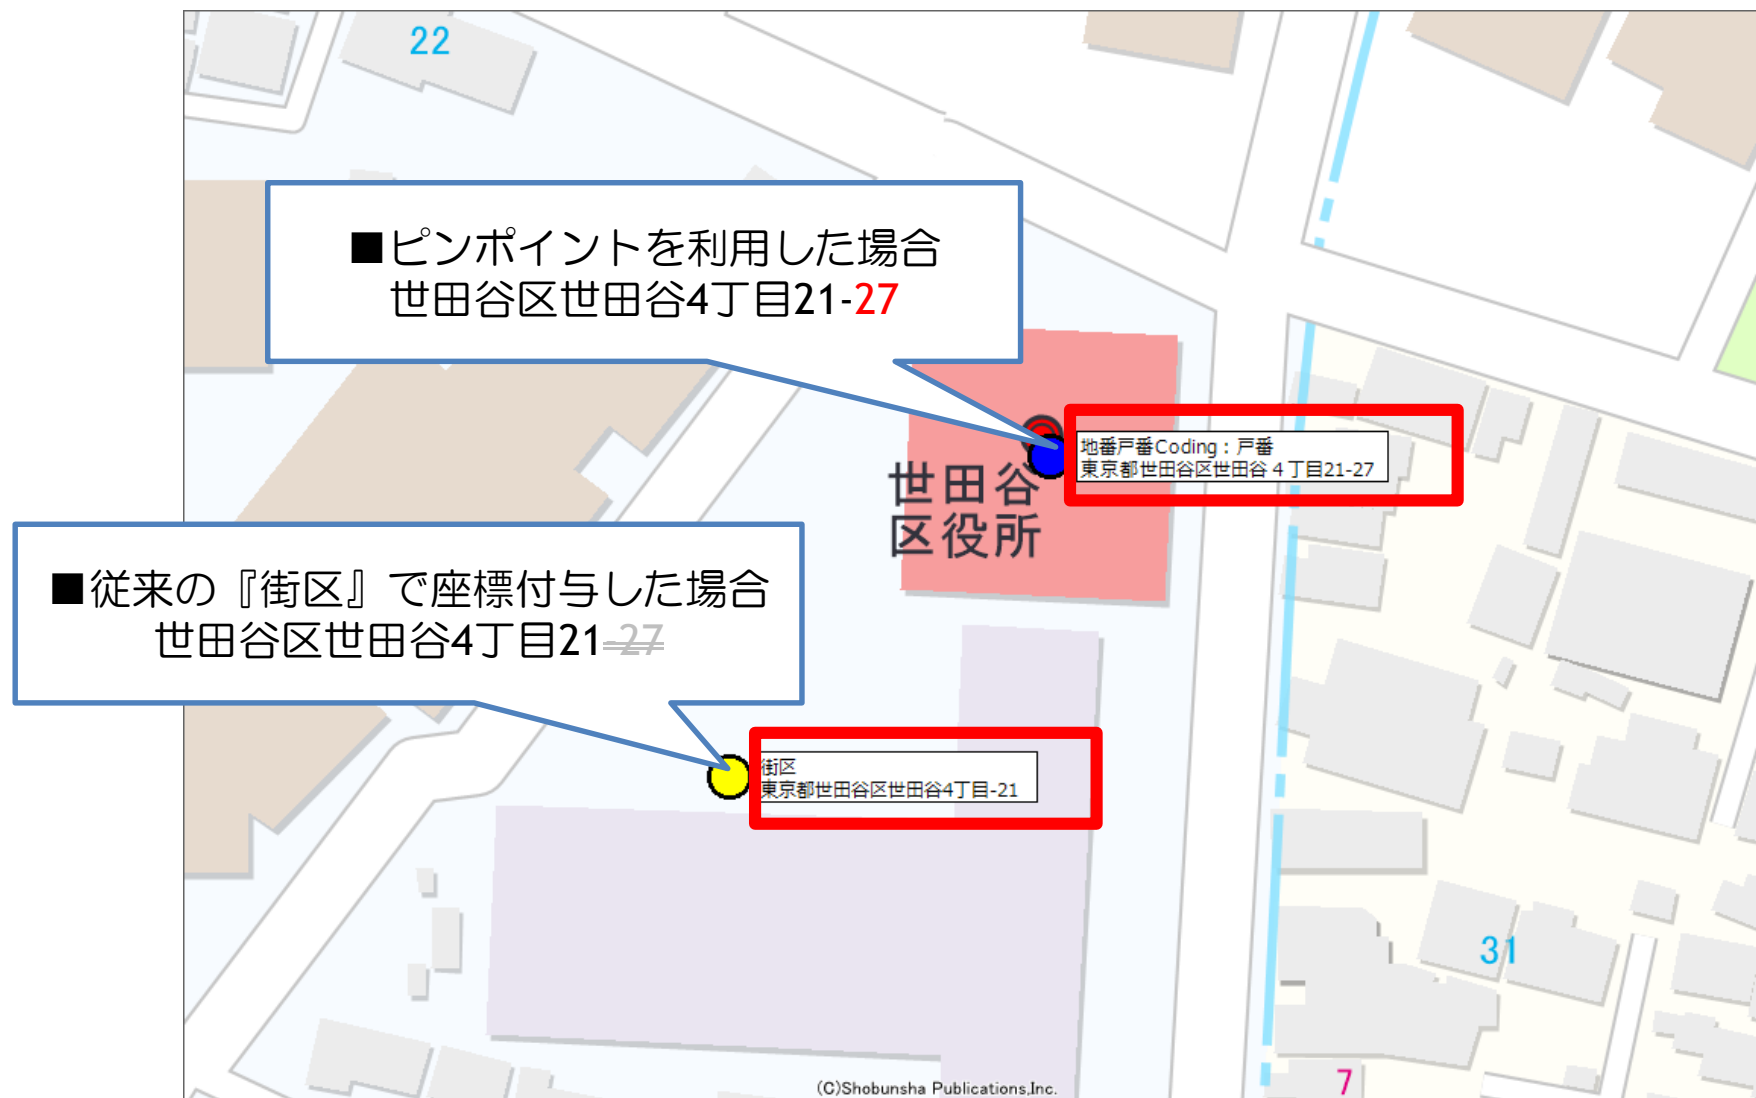 22
■ピンポイントを利用した場合
世田谷区世田谷4丁目21-27
地番戸番Coding：戸番
東京都世田谷区世田谷４丁目21-27
世田谷
区役所
■従来の『街区』で座標付与した場合
世田谷区世田谷4丁目21-27
街区
東京都世田谷区世田谷4丁目-21
31
7
(C)Shobunsha Publications,Inc.